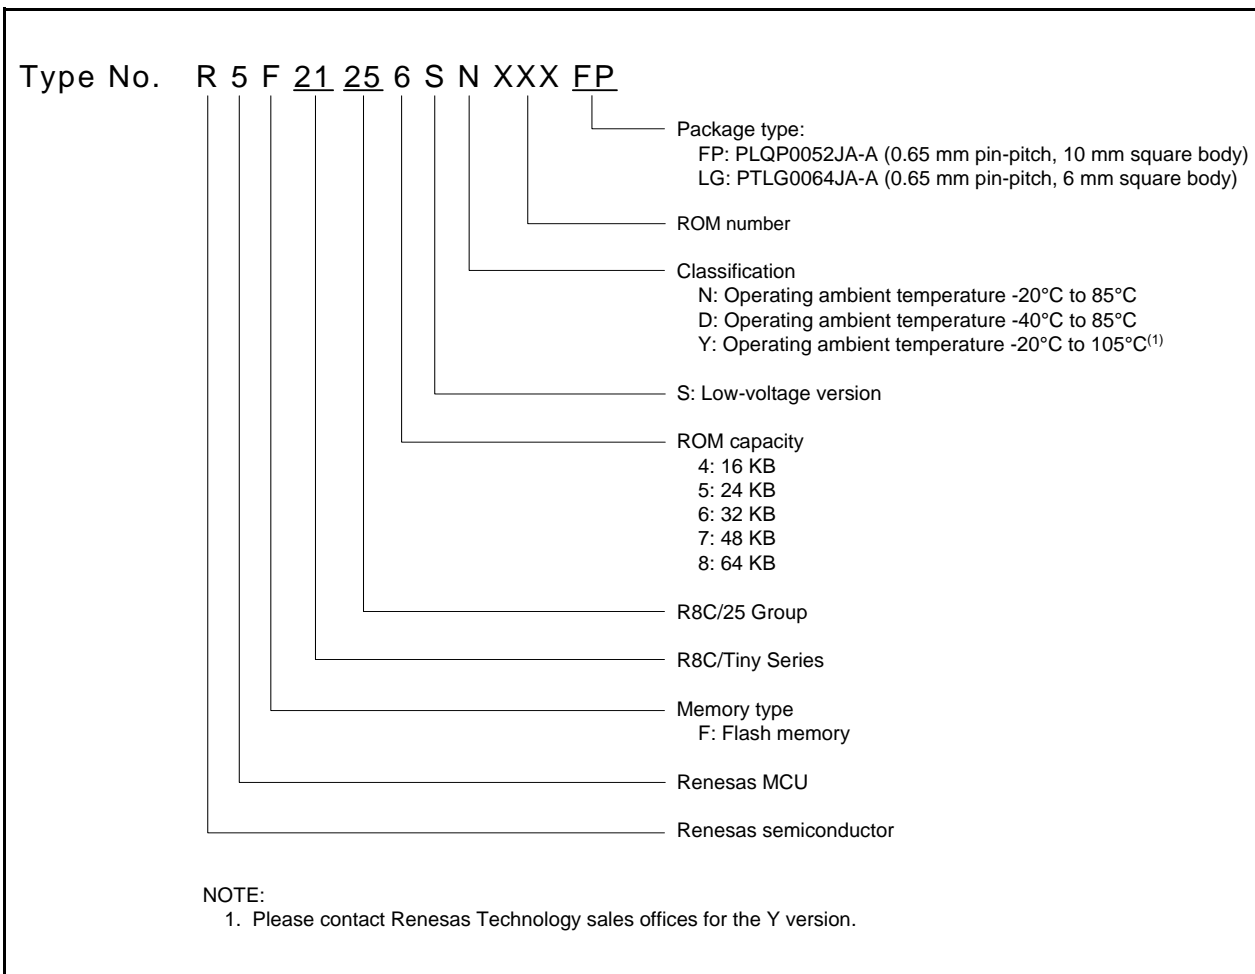 Type No. R 5 F 21 25 6 S N XXX FP
Package type:
FP: PLQP0052JA-A (0.65 mm pin-pitch, 10 mm square body)
LG: PTLG0064JA-A (0.65 mm pin-pitch, 6 mm square body)
ROM number
Classification
N: Operating ambient temperature -20°C to 85°C
D: Operating ambient temperature -40°C to 85°C
Y: Operating ambient temperature -20°C to 105°C(1)
S: Low-voltage version
ROM capacity
4: 16 KB
5: 24 KB
6: 32 KB
7: 48 KB
8: 64 KB
R8C/25 Group
R8C/Tiny Series
Memory type
F: Flash memory
Renesas MCU
Renesas semiconductor
NOTE:
1. Please contact Renesas Technology sales offices for the Y version.